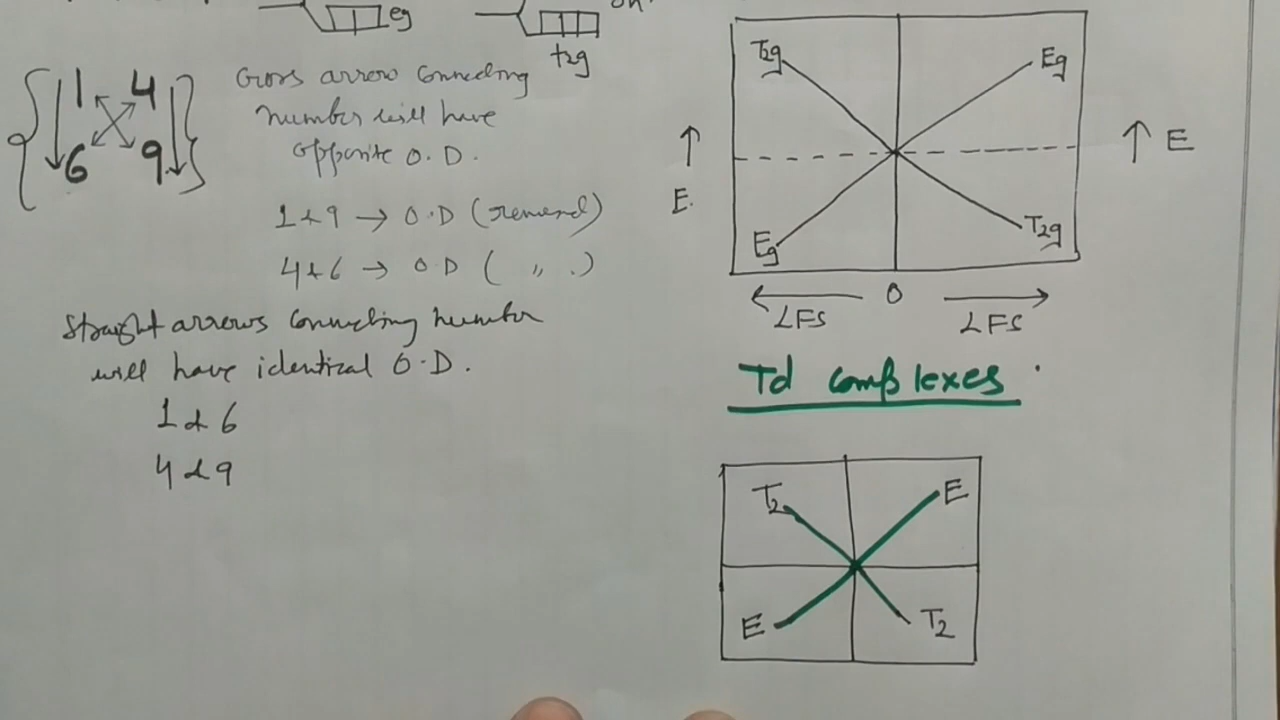 eg
t2g
1 4
6 9
Cross arrow connecting
number will have
opposite O.D.
1 & 9 → O.D (reversed)
4 & 6 → O.D ( ,, .)
Straight arrows connecting number
will have identical O.D.
1 & 6
4 & 9
T2g Eg
↑ ↑ E
E.
Eg T2g
0
LFS LFS
Td complexes
T2 E
E T2